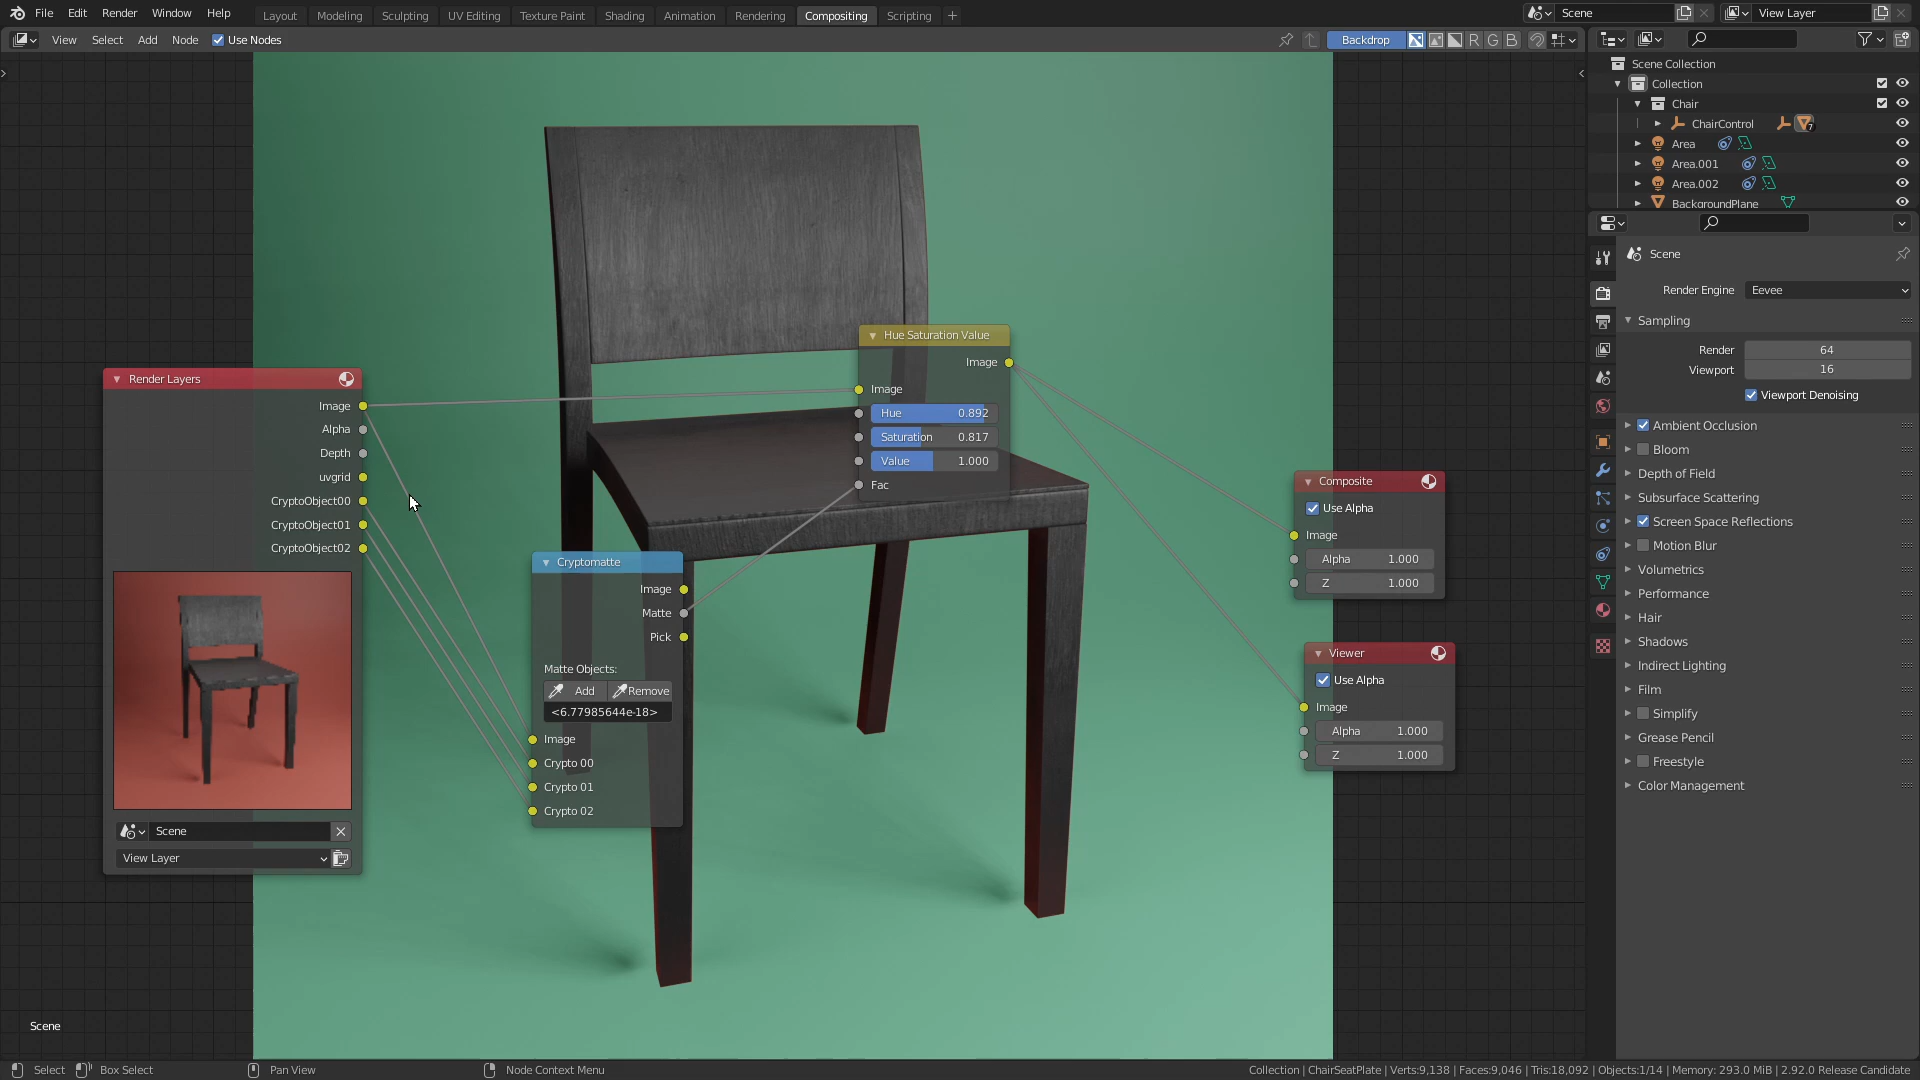 File Edit Render Window Help
Layout Modeling Sculpting UV Editing Texture Paint Shading Animation Rendering Compositing Scripting +
Scene
View Layer
View Select Add Node Use Nodes
Backdrop
R G B
Scene Collection
Collection
Chair
ChairControl
7
Area
Area.001
Area.002
BackgroundPlane
Scene
Render Engine Eevee
Sampling
Render 64
Viewport 16
Viewport Denoising
Ambient Occlusion
Bloom
Depth of Field
Subsurface Scattering
Screen Space Reflections
Motion Blur
Volumetrics
Performance
Hair
Shadows
Indirect Lighting
Film
Simplify
Grease Pencil
Freestyle
Color Management
Render Layers
Image
Alpha
Depth
uvgrid
CryptoObject00
CryptoObject01
CryptoObject02
Scene
View Layer
Cryptomatte
Image
Matte
Pick
Matte Objects:
Add Remove
<6.77985644e-18>
Image
Crypto 00
Crypto 01
Crypto 02
Hue Saturation Value
Image
Image
Hue 0.892
Saturation 0.817
Value 1.000
Fac
Composite
Use Alpha
Image
Alpha 1.000
Z 1.000
Viewer
Use Alpha
Image
Alpha 1.000
Z 1.000
Scene
Select Box Select Pan View Node Context Menu
Collection | ChairSeatPlate | Verts:9,138 | Faces:9,046 | Tris:18,092 | Objects:1/14 | Memory: 293.0 MiB | 2.92.0 Release Candidate